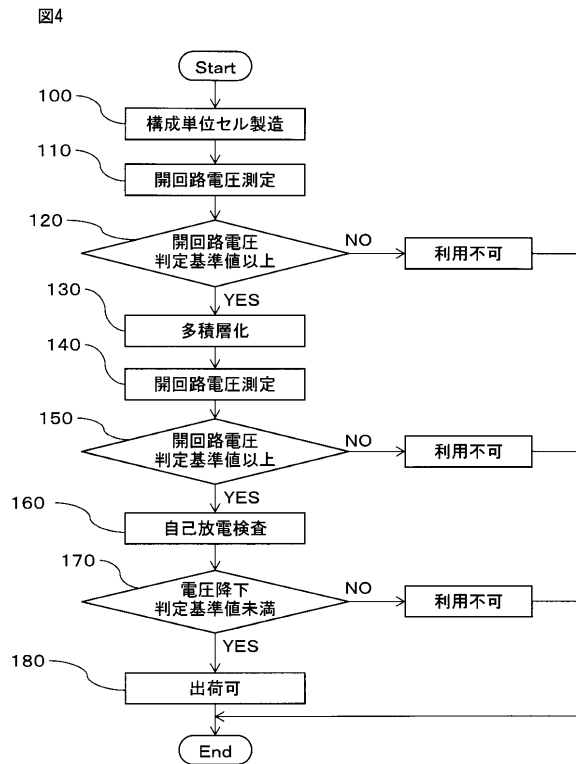 図4
Start
100
構成単位セル製造
110
開回路電圧測定
120
開回路電圧
判定基準値以上
NO
利用不可
YES
130
多積層化
140
開回路電圧測定
150
開回路電圧
判定基準値以上
NO
利用不可
YES
160
自己放電検査
170
電圧降下
判定基準値未満
NO
利用不可
YES
180
出荷可
End